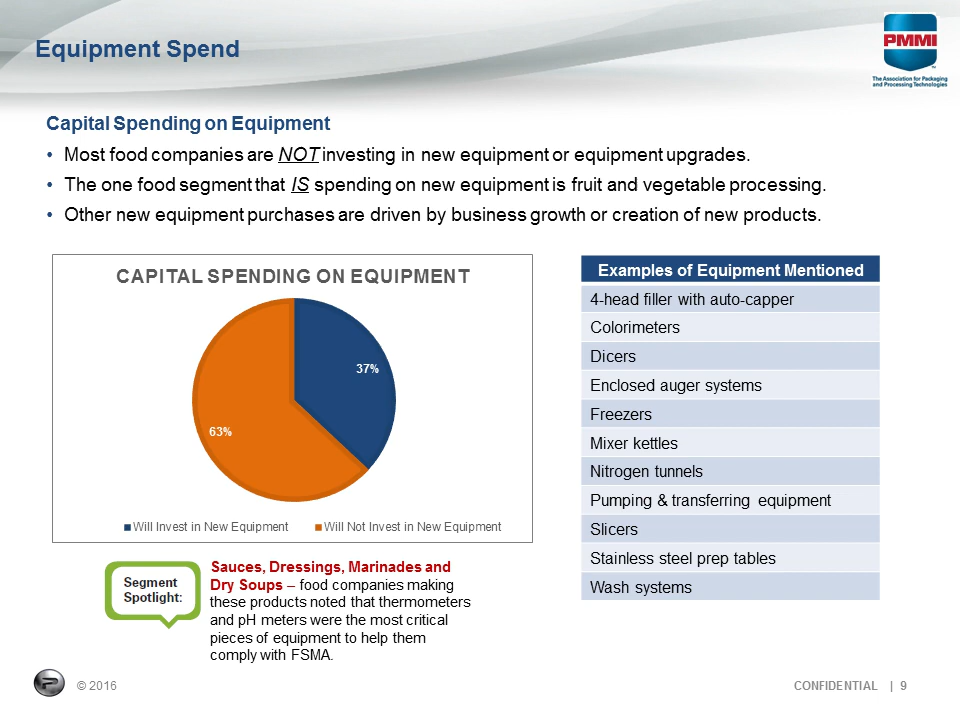 Equipment Spend
PMMI
The Association for Packaging
and Processing Technologies
Capital Spending on Equipment
• Most food companies are NOT investing in new equipment or equipment upgrades.
• The one food segment that IS spending on new equipment is fruit and vegetable processing.
• Other new equipment purchases are driven by business growth or creation of new products.
CAPITAL SPENDING ON EQUIPMENT
37%
63%
Will Invest in New Equipment
Will Not Invest in New Equipment
Examples of Equipment Mentioned
4-head filler with auto-capper
Colorimeters
Dicers
Enclosed auger systems
Freezers
Mixer kettles
Nitrogen tunnels
Pumping & transferring equipment
Slicers
Stainless steel prep tables
Wash systems
Segment
Spotlight:
Sauces, Dressings, Marinades and
Dry Soups – food companies making
these products noted that thermometers
and pH meters were the most critical
pieces of equipment to help them
comply with FSMA.
© 2016
CONFIDENTIAL | 9